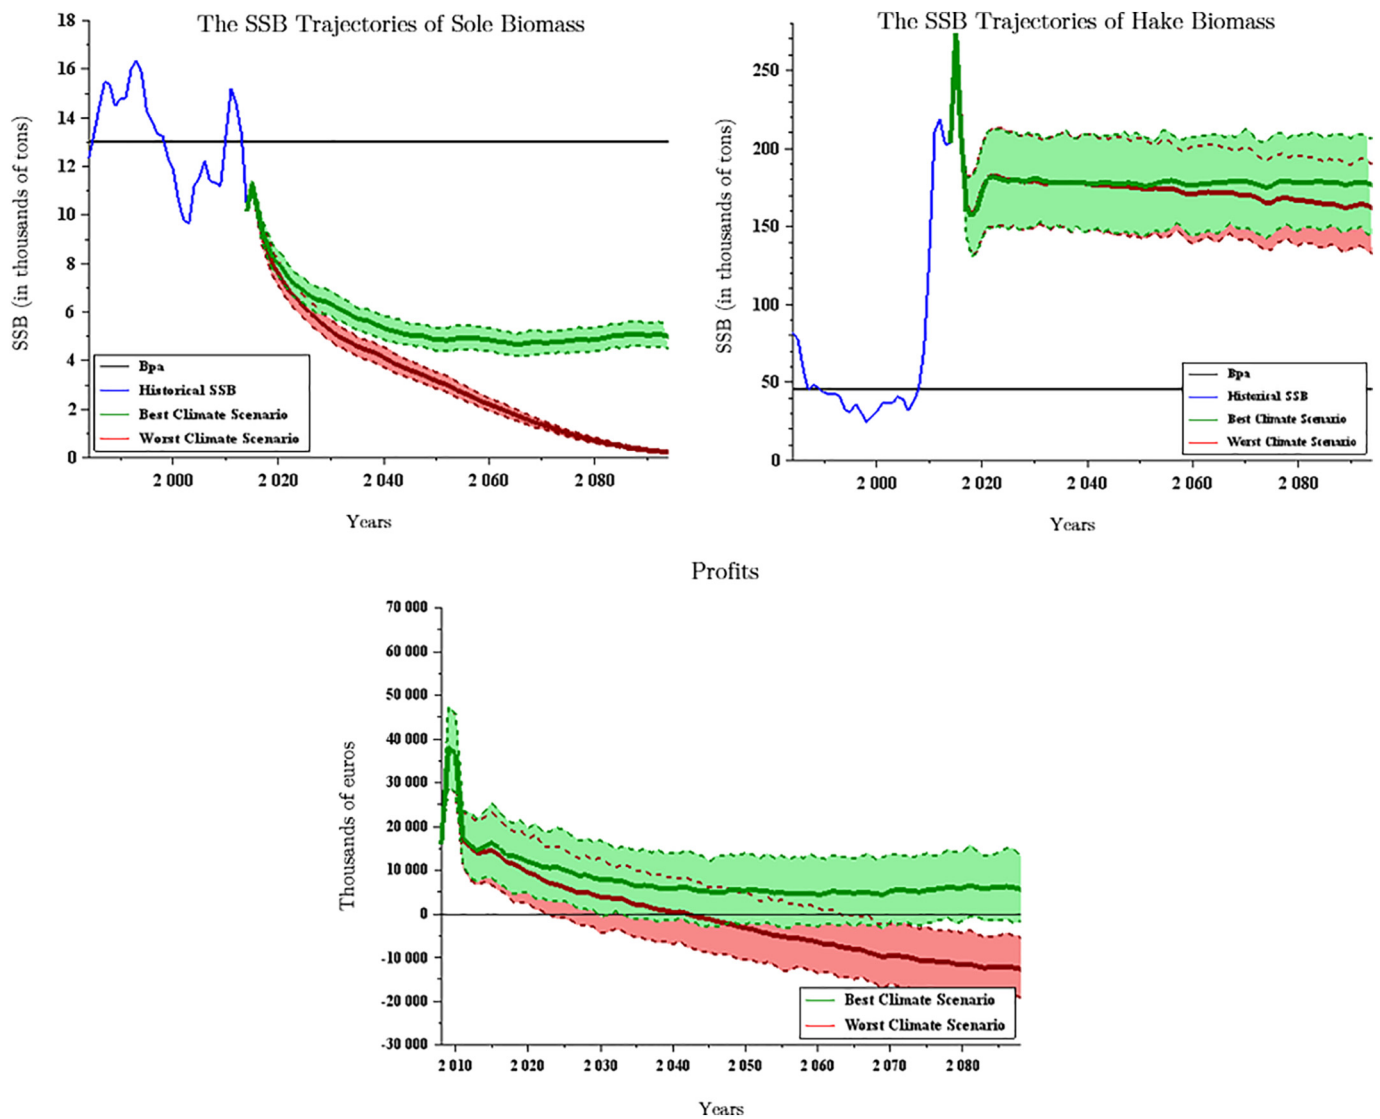 The SSB Trajectories of Sole Biomass
SSB (in thousands of tons)
18
16
14
12
10
8
6
4
2
0
Bpa
Historical SSB
Best Climate Scenario
Worst Climate Scenario
2 000
2 020
2 040
2 060
2 080
Years
The SSB Trajectories of Hake Biomass
SSB (in thousands of tons)
250
200
150
100
50
0
Bpa
Historical SSB
Best Climate Scenario
Worst Climate Scenario
2 000
2 020
2 040
2 060
2 080
Years
Profits
Thousands of euros
70 000
60 000
50 000
40 000
30 000
20 000
10 000
0
-10 000
-20 000
-30 000
Best Climate Scenario
Worst Climate Scenario
2 010
2 020
2 030
2 040
2 050
2 060
2 070
2 080
Years